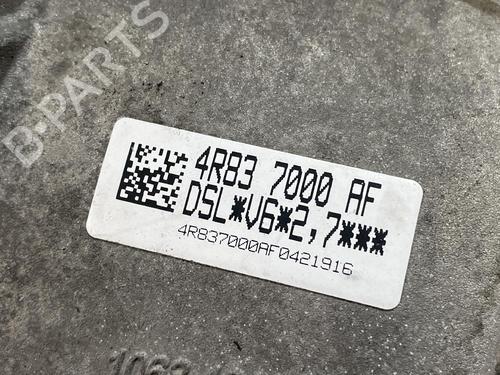 B-PARTS
4R83 7000 AF
DSL*V6*2,7***
4R837000AF0421916